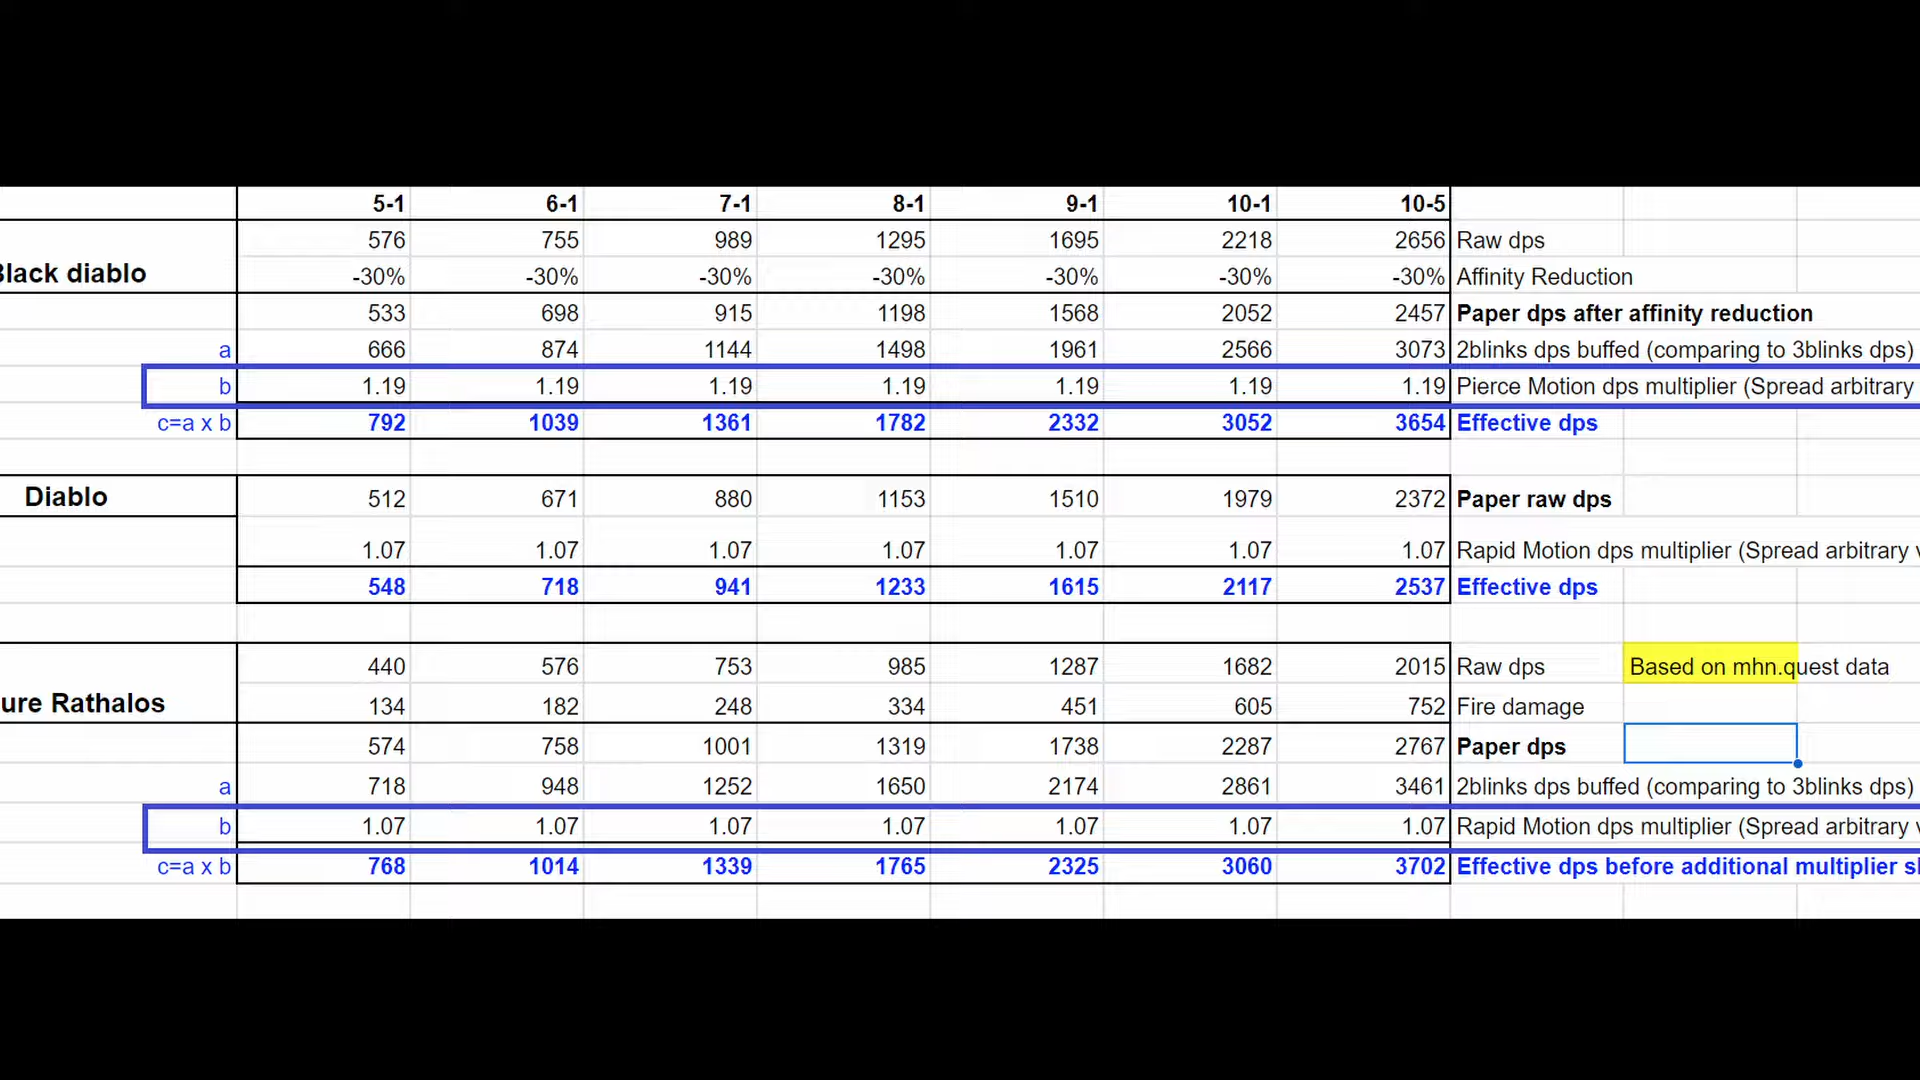 5-1 6-1 7-1 8-1 9-1 10-1 10-5
576 755 989 1295 1695 2218 2656 Raw dps
Black diablo -30% -30% -30% -30% -30% -30% -30% Affinity Reduction
533 698 915 1198 1568 2052 2457 Paper dps after affinity reduction
a 666 874 1144 1498 1961 2566 3073 2blinks dps buffed (comparing to 3blinks dps)
b 1.19 1.19 1.19 1.19 1.19 1.19 1.19 Pierce Motion dps multiplier (Spread arbitrary
c=a x b 792 1039 1361 1782 2332 3052 3654 Effective dps
Diablo 512 671 880 1153 1510 1979 2372 Paper raw dps
1.07 1.07 1.07 1.07 1.07 1.07 1.07 Rapid Motion dps multiplier (Spread arbitrary
548 718 941 1233 1615 2117 2537 Effective dps
440 576 753 985 1287 1682 2015 Raw dps Based on mhn.quest data
ure Rathalos 134 182 248 334 451 605 752 Fire damage
574 758 1001 1319 1738 2287 2767 Paper dps
a 718 948 1252 1650 2174 2861 3461 2blinks dps buffed (comparing to 3blinks dps)
b 1.07 1.07 1.07 1.07 1.07 1.07 1.07 Rapid Motion dps multiplier (Spread arbitrary
c=a x b 768 1014 1339 1765 2325 3060 3702 Effective dps before additional multiplier